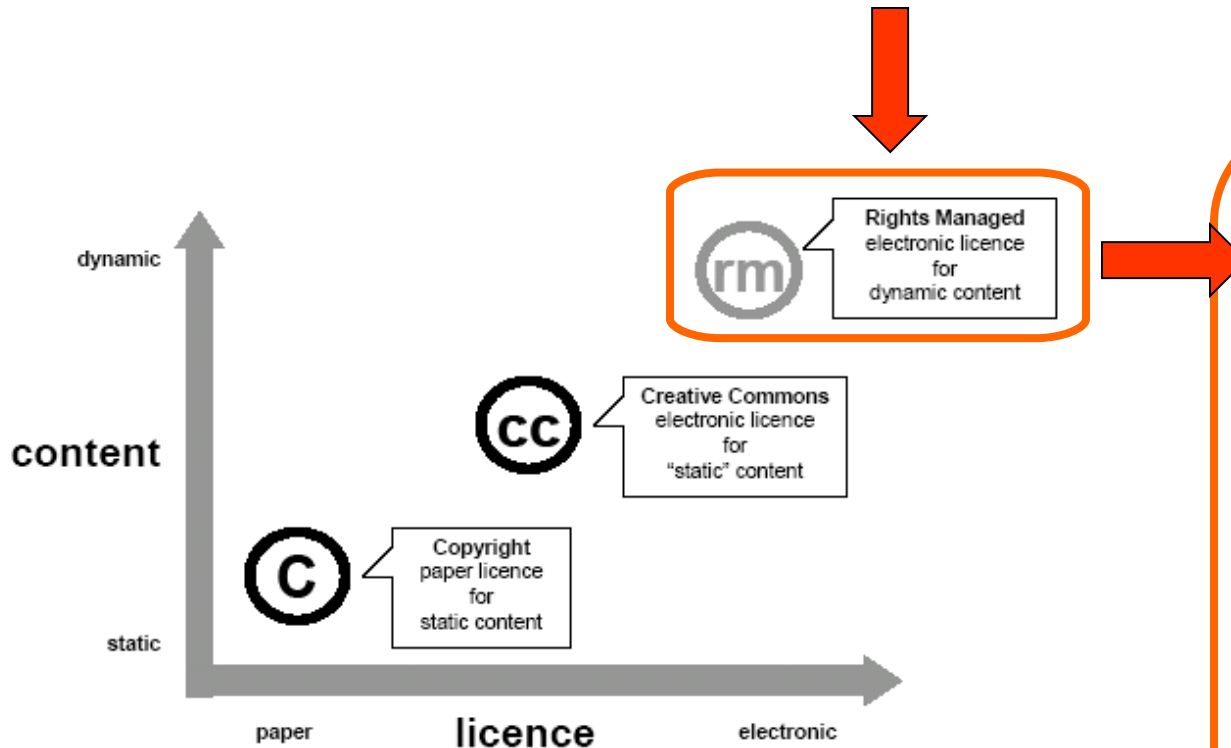 rm
Rights Managed
electronic licence
for
dynamic content
dynamic
cc
Creative Commons
electronic licence
for
“static” content
content
C
Copyright
paper licence
for
static content
static
paper
licence
electronic